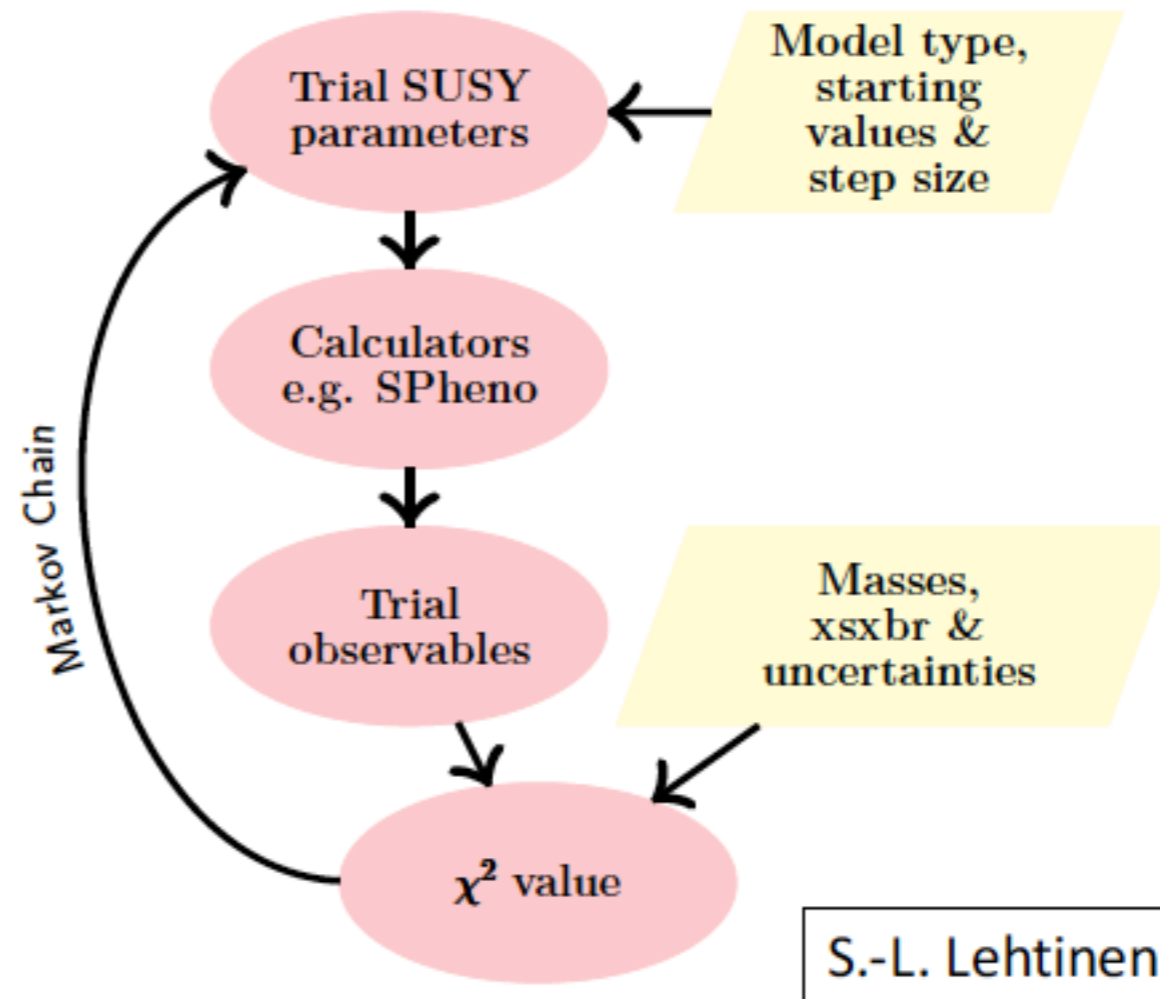 Trial SUSY
parameters
Model type,
starting
values &
step size
Calculators
e.g. SPheno
Markov Chain
Trial
observables
Masses,
xsxbr &
uncertainties
χ² value
S.-L. Lehtinen